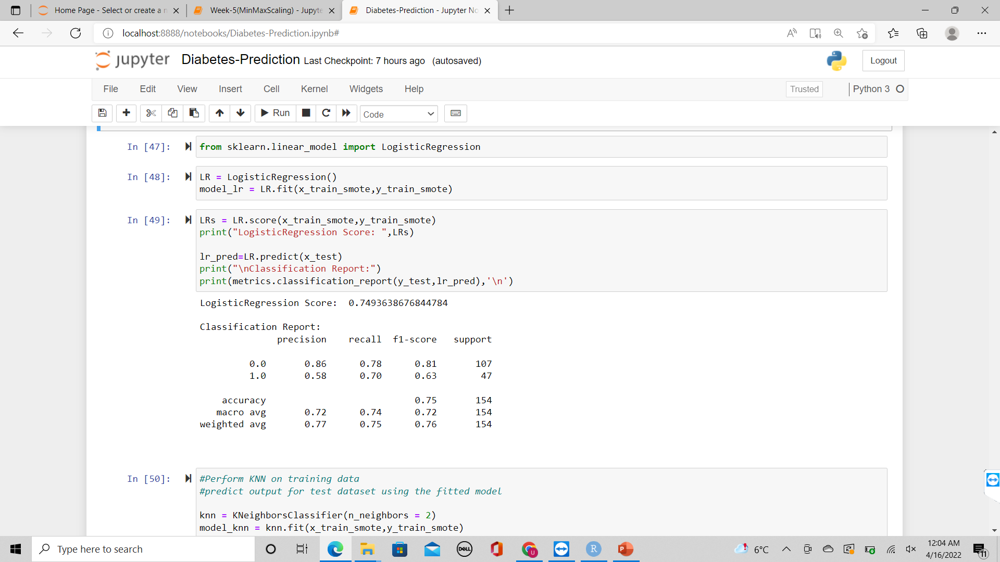 Home Page - Select or create a n
Week-5(MinMaxScaling) - Jupyte
Diabetes-Prediction - Jupyter No
localhost:8888/notebooks/Diabetes-Prediction.ipynb#
jupyter Diabetes-Prediction Last Checkpoint: 7 hours ago (autosaved)
Logout
File Edit View Insert Cell Kernel Widgets Help Trusted Python 3
Run Code
In [47]: from sklearn.linear_model import LogisticRegression
In [48]: LR = LogisticRegression()
model_lr = LR.fit(x_train_smote,y_train_smote)
In [49]: LRs = LR.score(x_train_smote,y_train_smote)
print("LogisticRegression Score: ",LRs)
lr_pred=LR.predict(x_test)
print("\nClassification Report:")
print(metrics.classification_report(y_test,lr_pred),'\n')
LogisticRegression Score: 0.7493638676844784
Classification Report:
precision recall f1-score support
0.0 0.86 0.78 0.81 107
1.0 0.58 0.70 0.63 47
accuracy 0.75 154
macro avg 0.72 0.74 0.72 154
weighted avg 0.77 0.75 0.76 154
In [50]: #Perform KNN on training data
#predict output for test dataset using the fitted model
knn = KNeighborsClassifier(n_neighbors = 2)
model_knn = knn.fit(x_train_smote,y_train_smote)
Type here to search
DELL
U
R
P
6°C
12:04 AM
4/16/2022
11